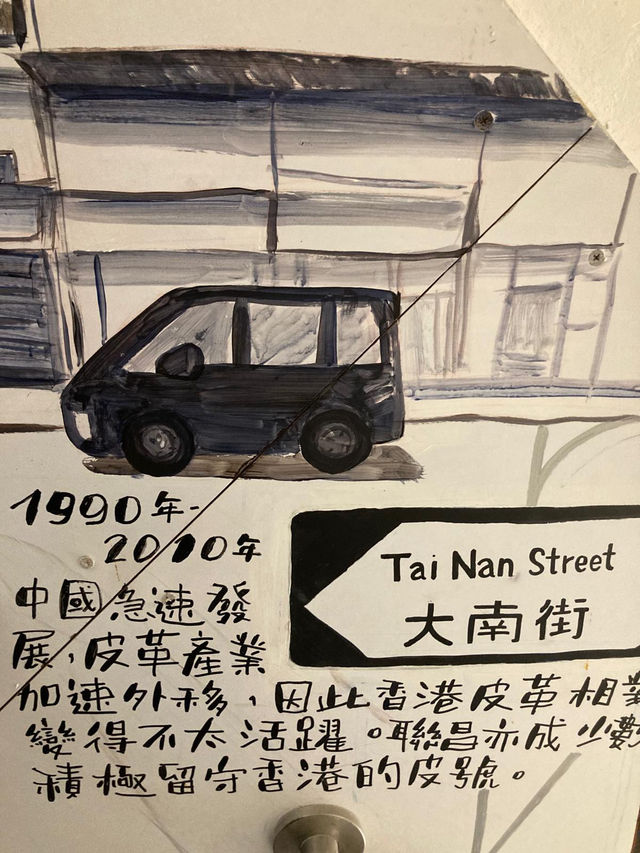 1990年-
2010年
中國急速發
展，皮革產業
加速外移，因此香港皮革相
變得不太活躍。聯昌亦成少數
積極留守香港的皮號。
Tai Nan Street
大南街